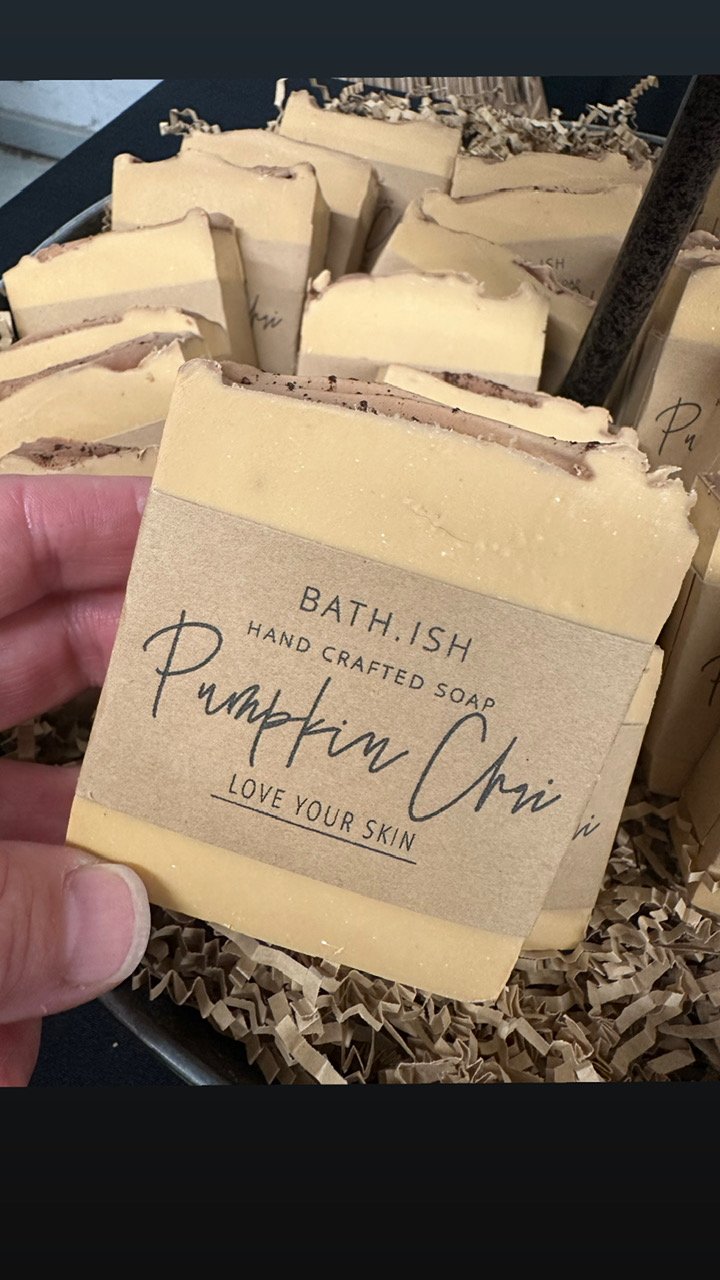 BATH.ISH
HAND CRAFTED SOAP
Pumpkin Chai
LOVE YOUR SKIN